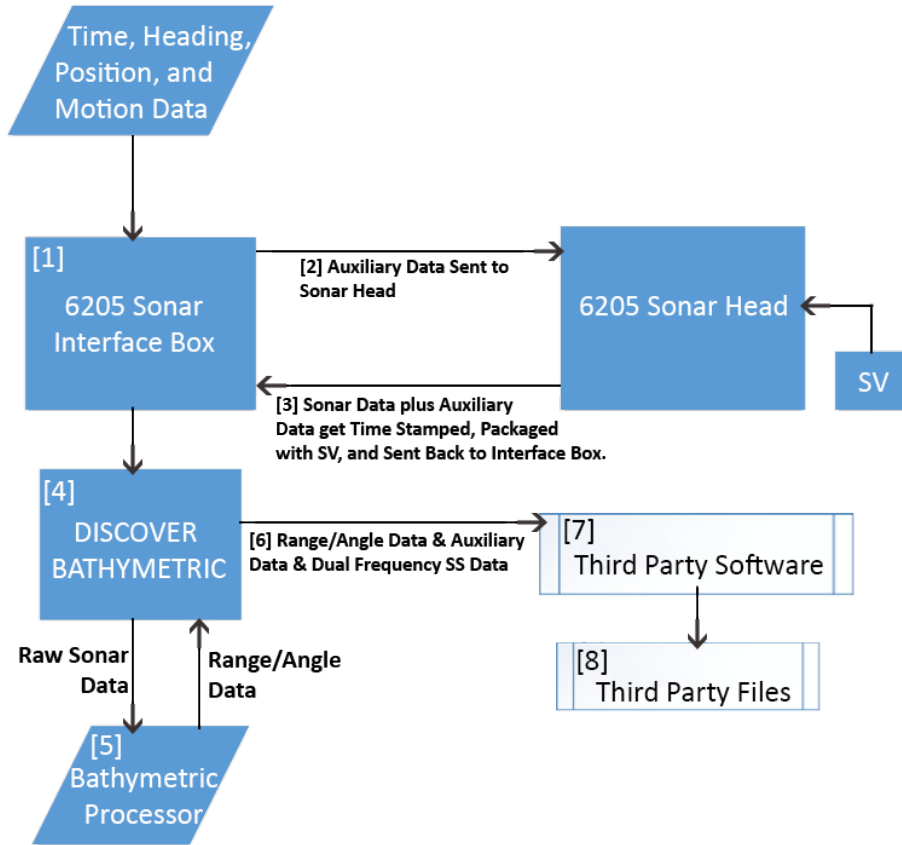 Time, Heading,
Position, and
Motion Data
[1]
6205 Sonar
Interface Box
[2] Auxiliary Data Sent to
Sonar Head
6205 Sonar Head
SV
[3] Sonar Data plus Auxiliary
Data get Time Stamped, Packaged
with SV, and Sent Back to Interface Box.
[4]
DISCOVER
BATHYMETRIC
[6] Range/Angle Data & Auxiliary
Data & Dual Frequency SS Data
[7]
Third Party Software
[8]
Third Party Files
Raw Sonar
Data
Range/Angle
Data
[5]
Bathymetric
Processor